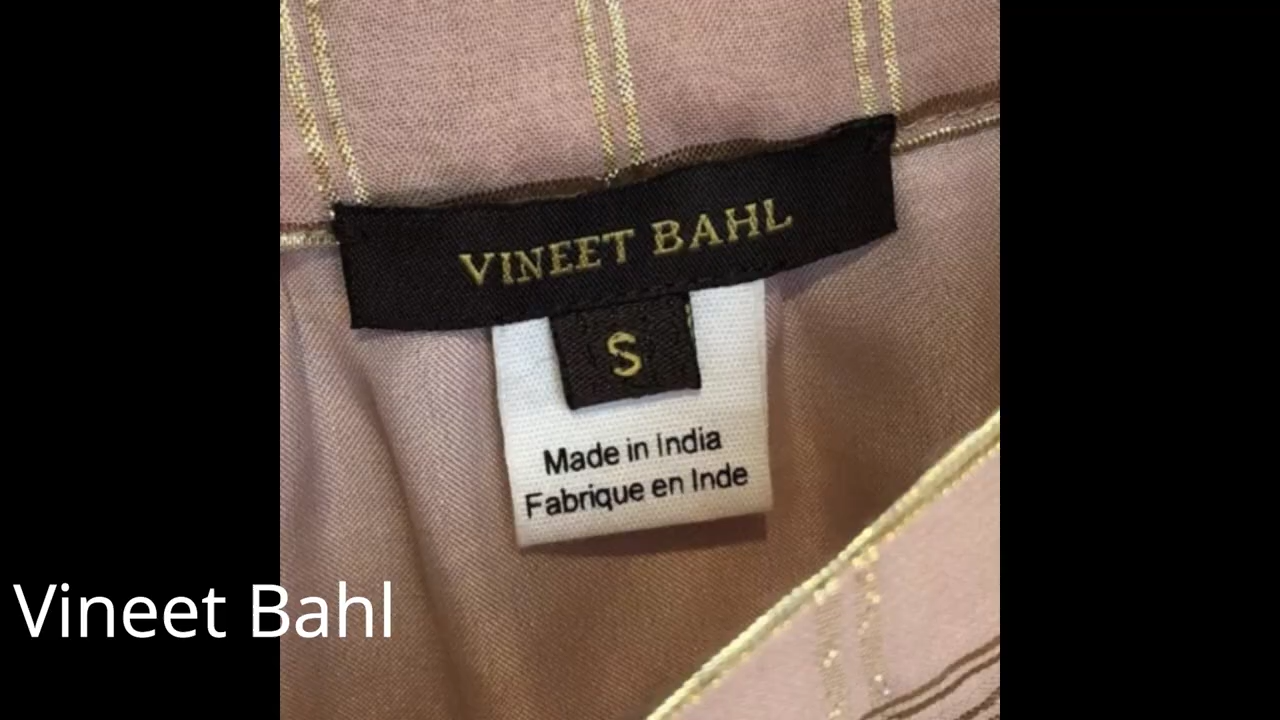 VINEET BAHL
S
Made in India
Fabrique en Inde
Vineet Bahl